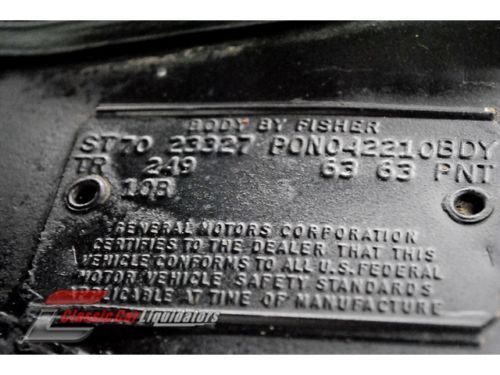 BODY BY FISHER
ST70 23327 PON042210BDY
TR 249 63 63 PNT
10B
GENERAL MOTORS CORPORATION
CERTIFIES TO THE DEALER THAT THIS
VEHICLE CONFORMS TO ALL U.S. FEDERAL
MOTOR VEHICLE SAFETY STANDARDS
APPLICABLE AT TIME OF MANUFACTURE
Classic Car
Liquidators